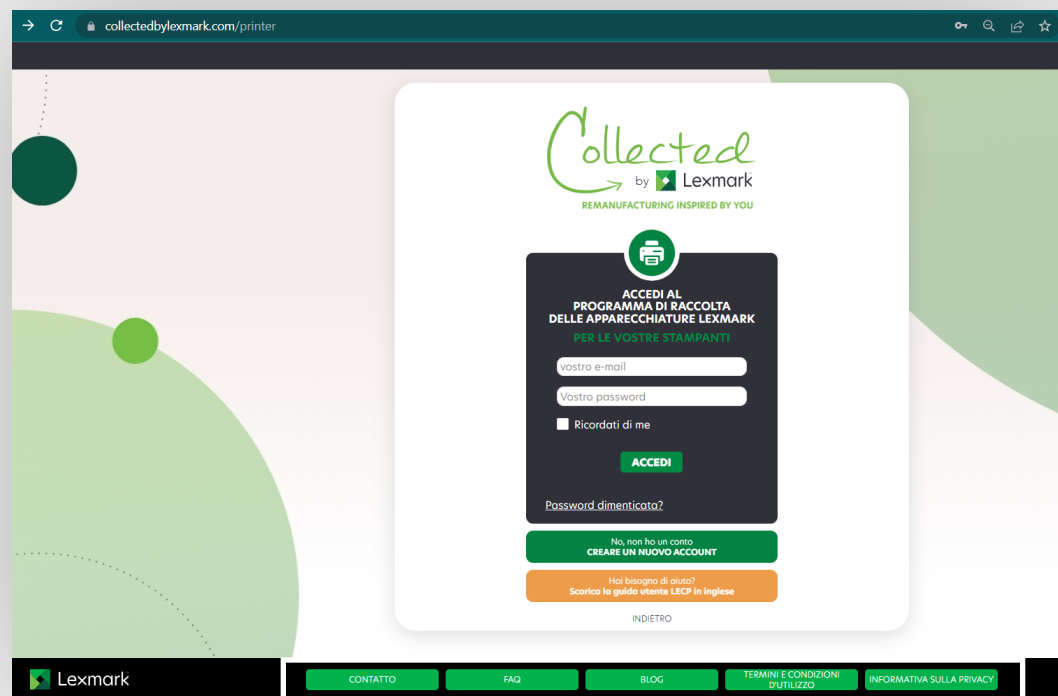 collectedbylexmark.com/printer
Collected
by Lexmark
REMANUFACTURING INSPIRED BY YOU
ACCEDI AL
PROGRAMMA DI RACCOLTA
DELLE APPARECCHIATURE LEXMARK
PER LE VOSTRE STAMPANTI
vostro e-mail
Vostro password
Ricordati di me
ACCEDI
Password dimenticata?
No, non ho un conto
CREARE UN NUOVO ACCOUNT
Hai bisogno di aiuto?
Scarica la guida utente LECP in inglese
INDIETRO
Lexmark
CONTATTO
FAQ
BLOG
TERMINI E CONDIZIONI
D'UTILIZZO
INFORMATIVA SULLA PRIVACY